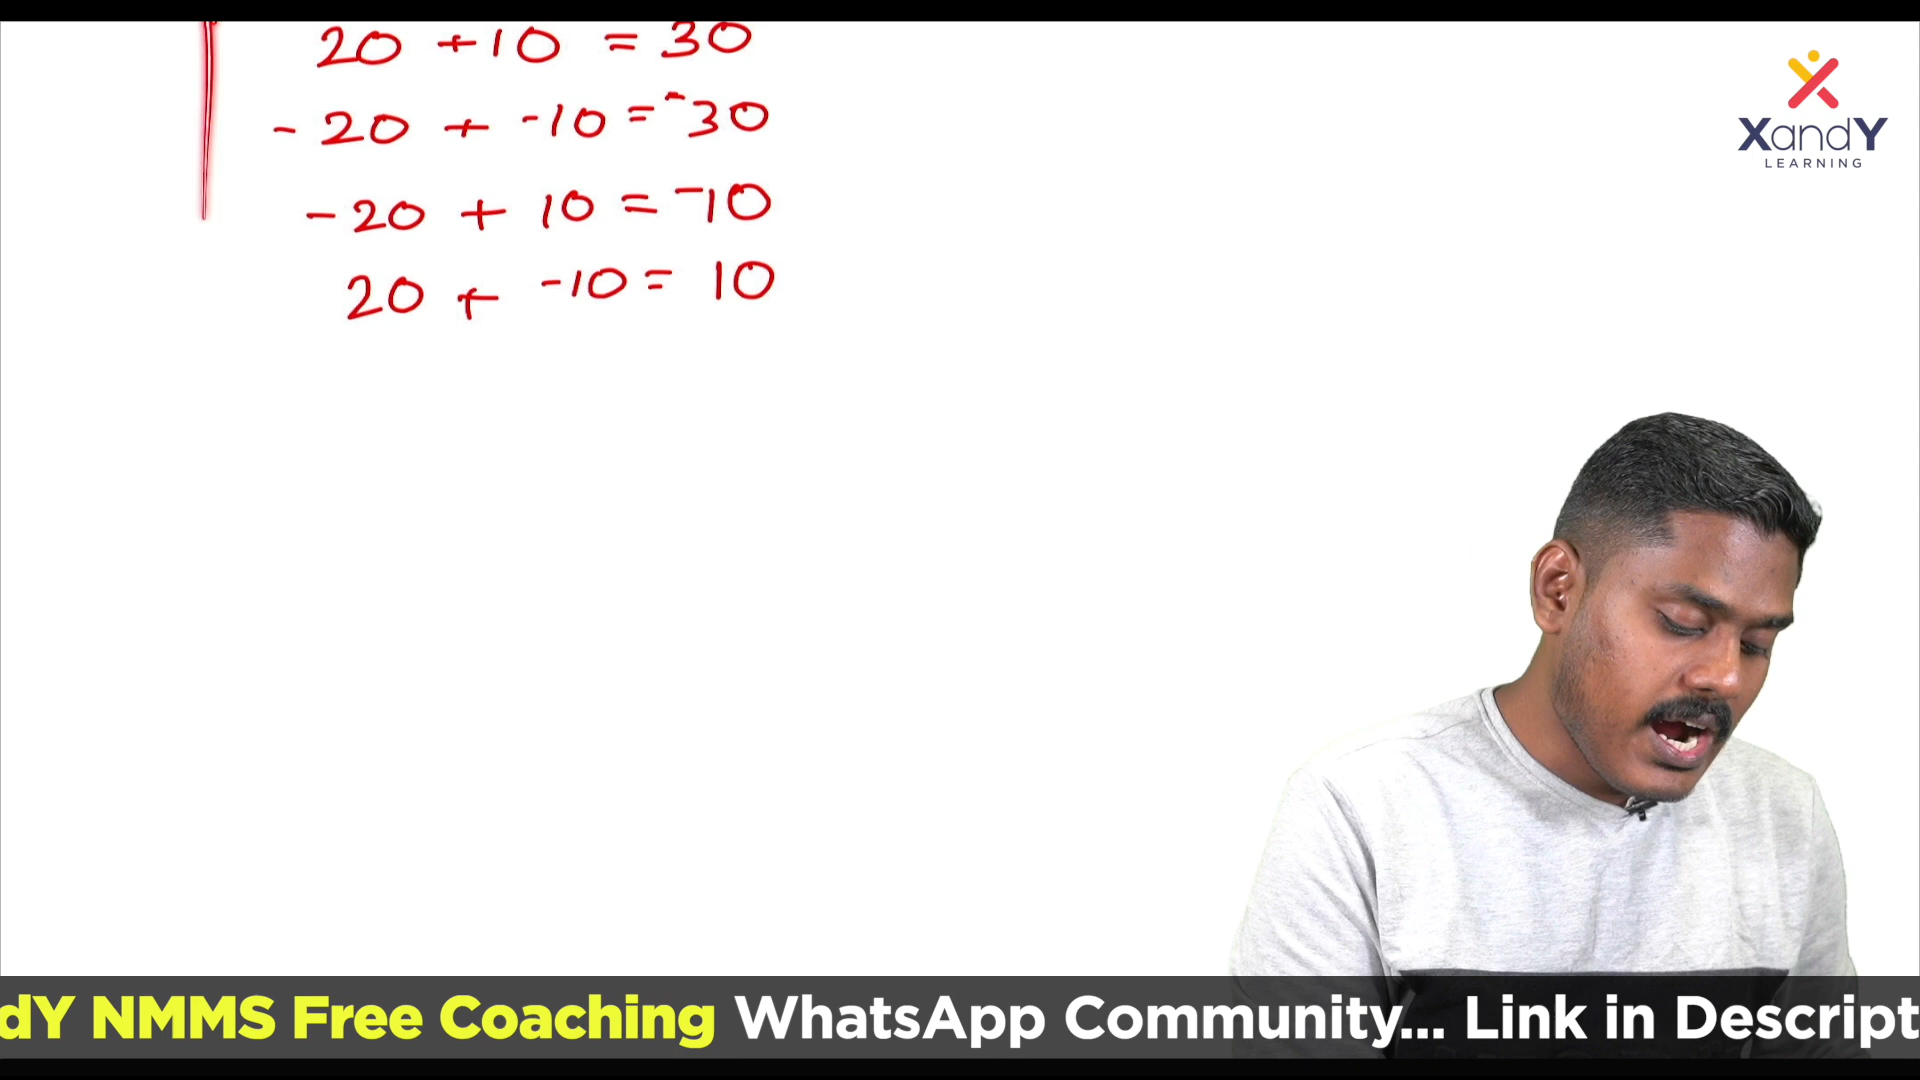 20 +10 = 30
XandY
LEARNING
-20 + -10 = -30
-20 + 10 = -10
20 + -10 = 10
dY NMMS Free Coaching WhatsApp Community... Link in Descript